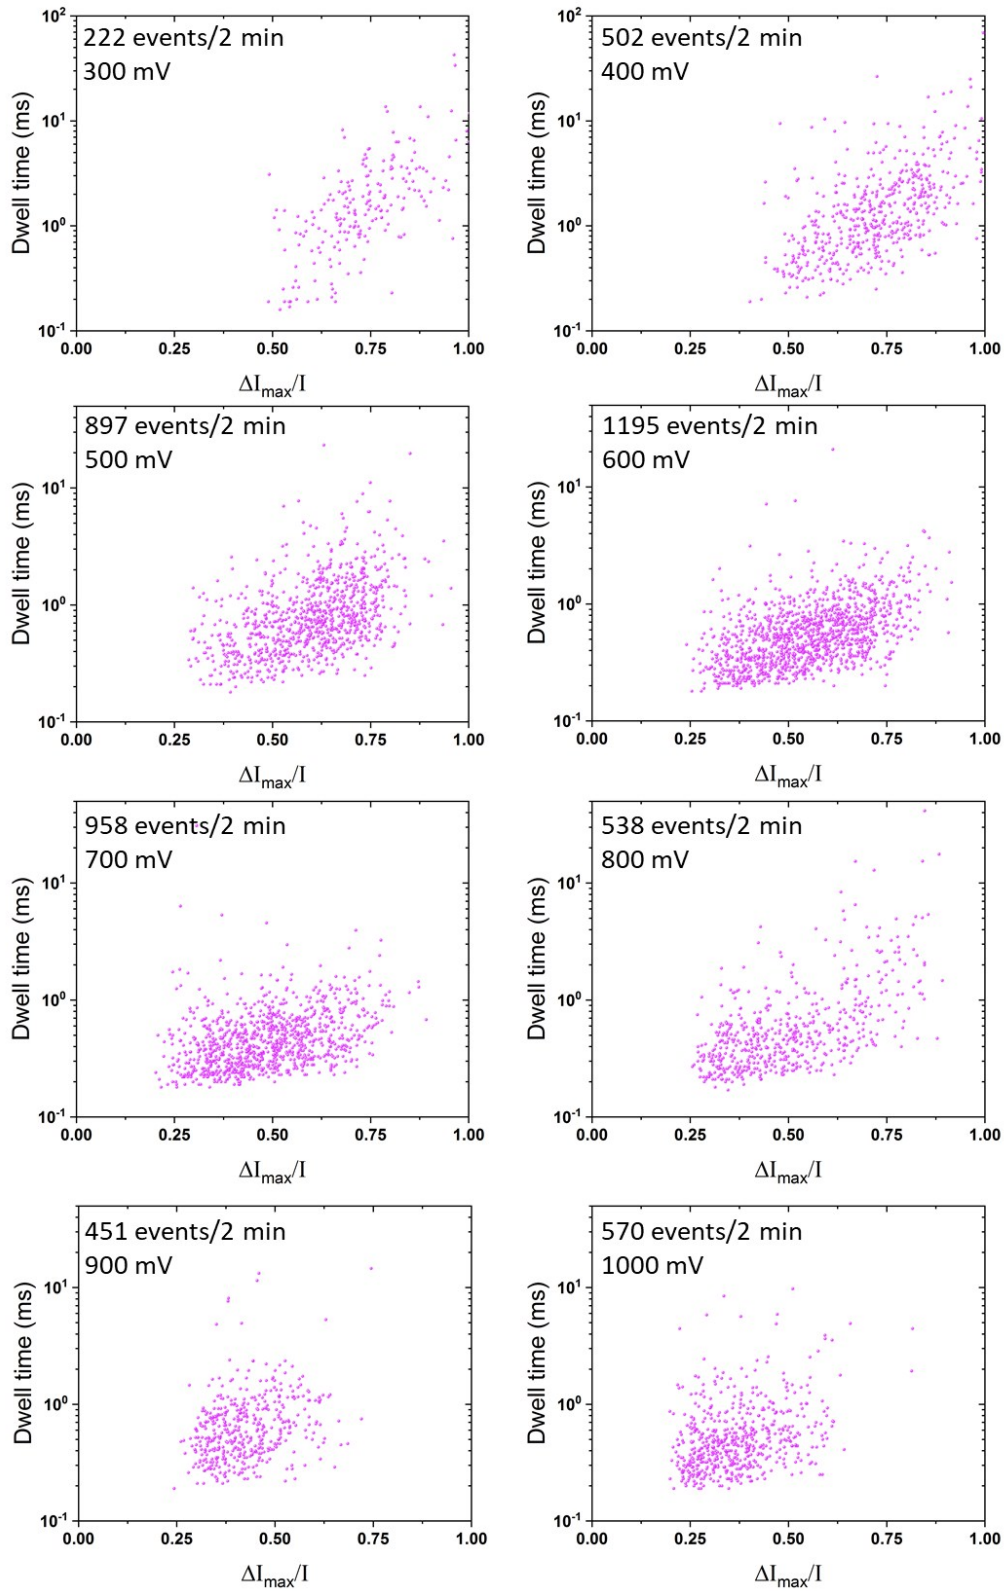 222 events/2 min
300 mV
Dwell time (ms)
10²
10¹
10⁰
10⁻¹
0.00 0.25 0.50 0.75 1.00
ΔImax/I
502 events/2 min
400 mV
Dwell time (ms)
10²
10¹
10⁰
10⁻¹
0.00 0.25 0.50 0.75 1.00
ΔImax/I
897 events/2 min
500 mV
Dwell time (ms)
10¹
10⁰
10⁻¹
0.00 0.25 0.50 0.75 1.00
ΔImax/I
1195 events/2 min
600 mV
Dwell time (ms)
10¹
10⁰
10⁻¹
0.00 0.25 0.50 0.75 1.00
ΔImax/I
958 events/2 min
700 mV
Dwell time (ms)
10¹
10⁰
10⁻¹
0.00 0.25 0.50 0.75 1.00
ΔImax/I
538 events/2 min
800 mV
Dwell time (ms)
10¹
10⁰
10⁻¹
0.00 0.25 0.50 0.75 1.00
ΔImax/I
451 events/2 min
900 mV
Dwell time (ms)
10¹
10⁰
10⁻¹
0.00 0.25 0.50 0.75 1.00
ΔImax/I
570 events/2 min
1000 mV
Dwell time (ms)
10¹
10⁰
10⁻¹
0.00 0.25 0.50 0.75 1.00
ΔImax/I